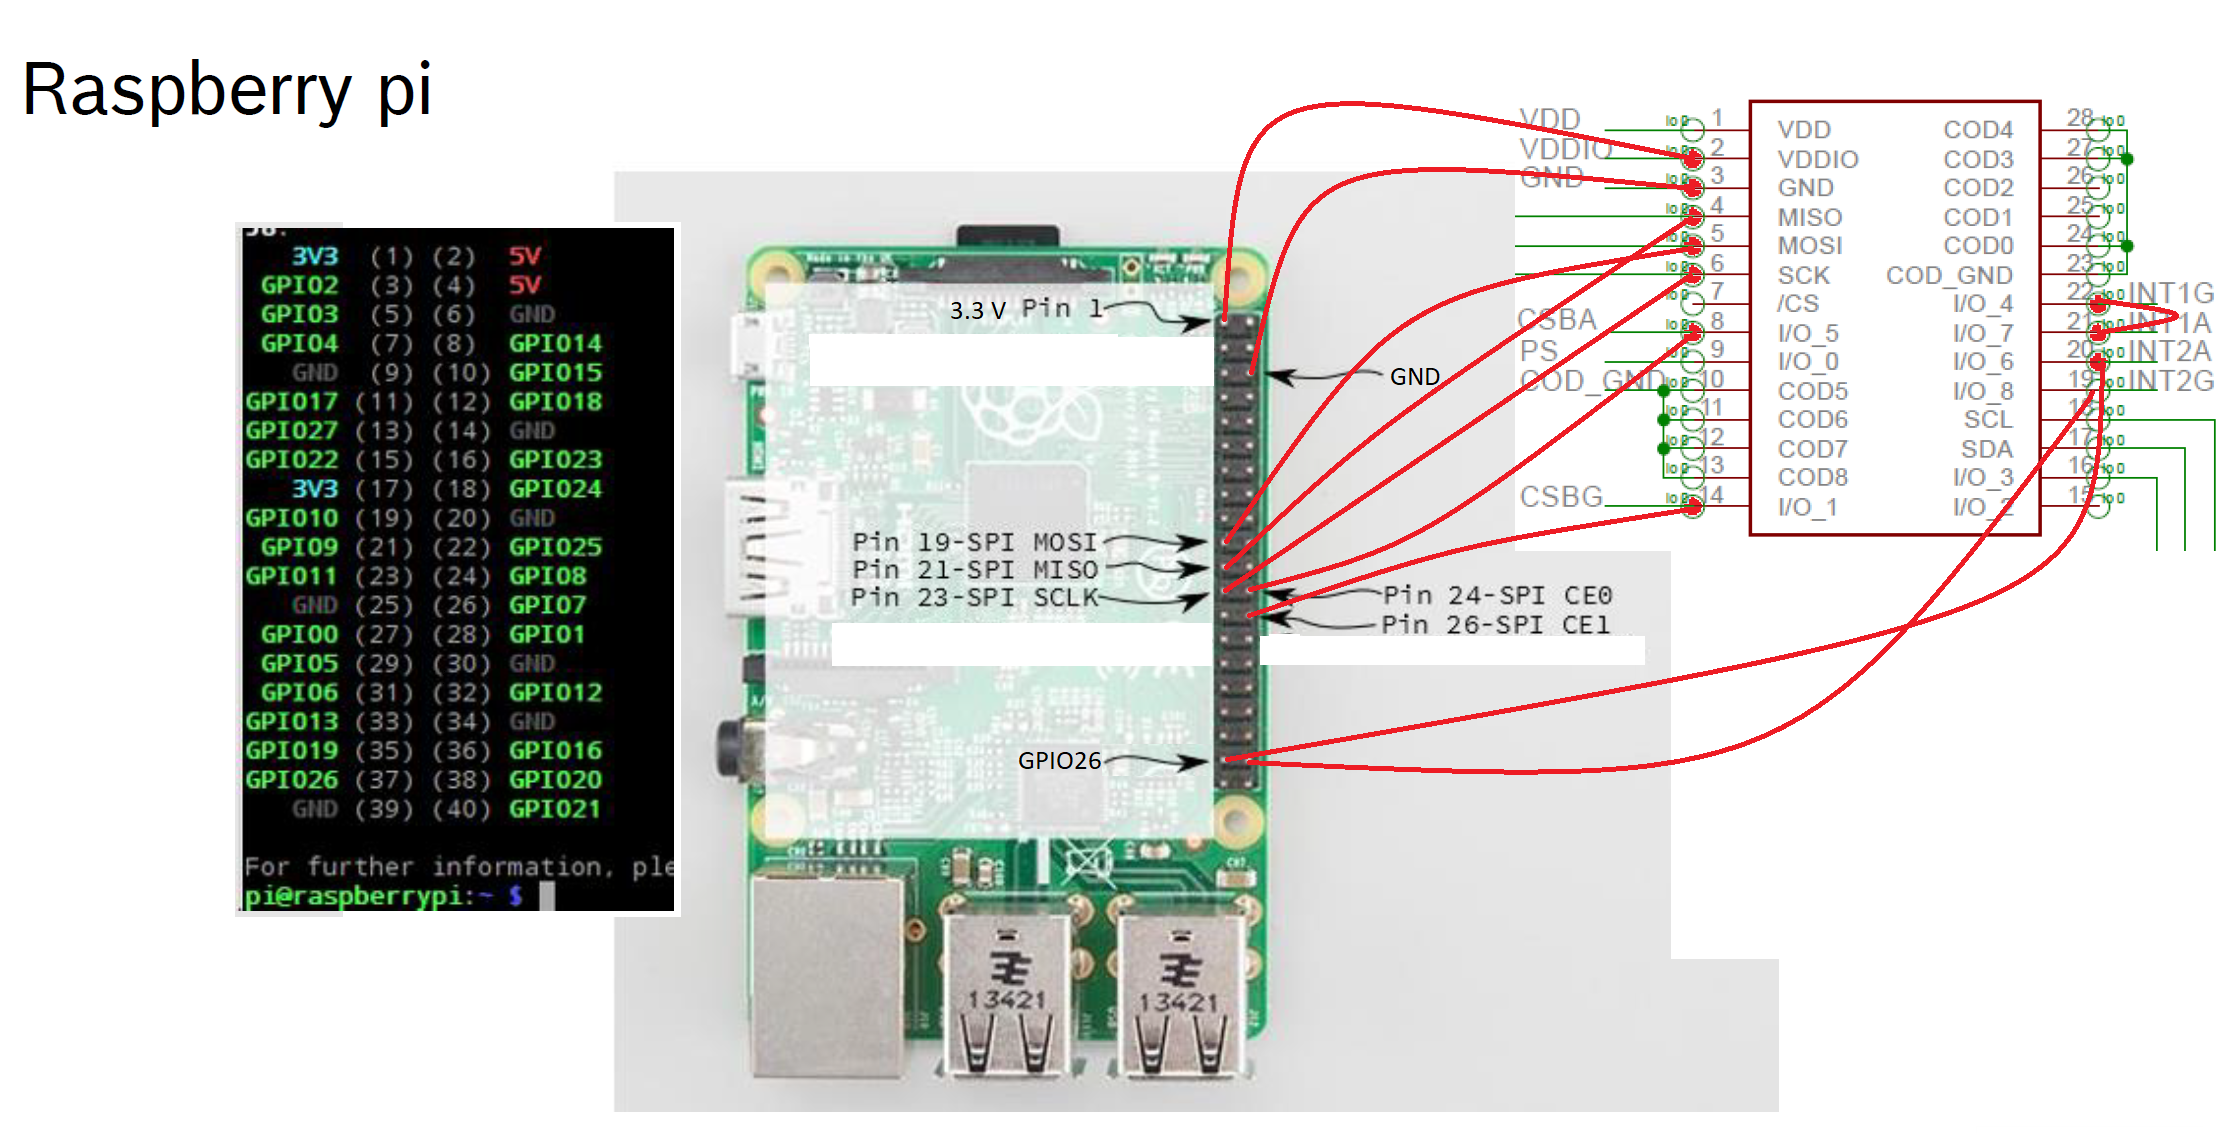 Raspberry pi
3V3 (1) (2) 5V
GPIO2 (3) (4) 5V
GPIO3 (5) (6) GND
GPIO4 (7) (8) GPIO14
GND (9) (10) GPIO15
GPIO17 (11) (12) GPIO18
GPIO27 (13) (14) GND
GPIO22 (15) (16) GPIO23
3V3 (17) (18) GPIO24
GPIO10 (19) (20) GND
GPIO9 (21) (22) GPIO25
GPIO11 (23) (24) GPIO8
GND (25) (26) GPIO7
GPIO0 (27) (28) GPIO1
GPIO5 (29) (30) GND
GPIO6 (31) (32) GPIO12
GPIO13 (33) (34) GND
GPIO19 (35) (36) GPIO16
GPIO26 (37) (38) GPIO20
GND (39) (40) GPIO21
For further information, ple
pi@raspberrypi:~ $
3.3 V Pin 1
GND
Pin 19-SPI MOSI
Pin 21-SPI MISO
Pin 23-SPI SCLK
Pin 24-SPI CE0
Pin 26-SPI CE1
GPIO26
13421
13421
VDD 1 VDD COD4 28
VDDIO 2 VDDIO COD3 27
GND 3 GND COD2 26
4 MISO COD1 25
5 MOSI COD0 24
6 SCK COD_GND 23
7 /CS I/O_4 22 INT1G
CSBA 8 I/O_5 I/O_7 21 INT1A
PS 9 I/O_0 I/O_6 20 INT2A
COD_GND 10 COD5 I/O_8 19 INT2G
11 COD6 SCL 18
12 COD7 SDA 17
13 COD8 I/O_3 16
CSBG 14 I/O_1 I/O_2 15